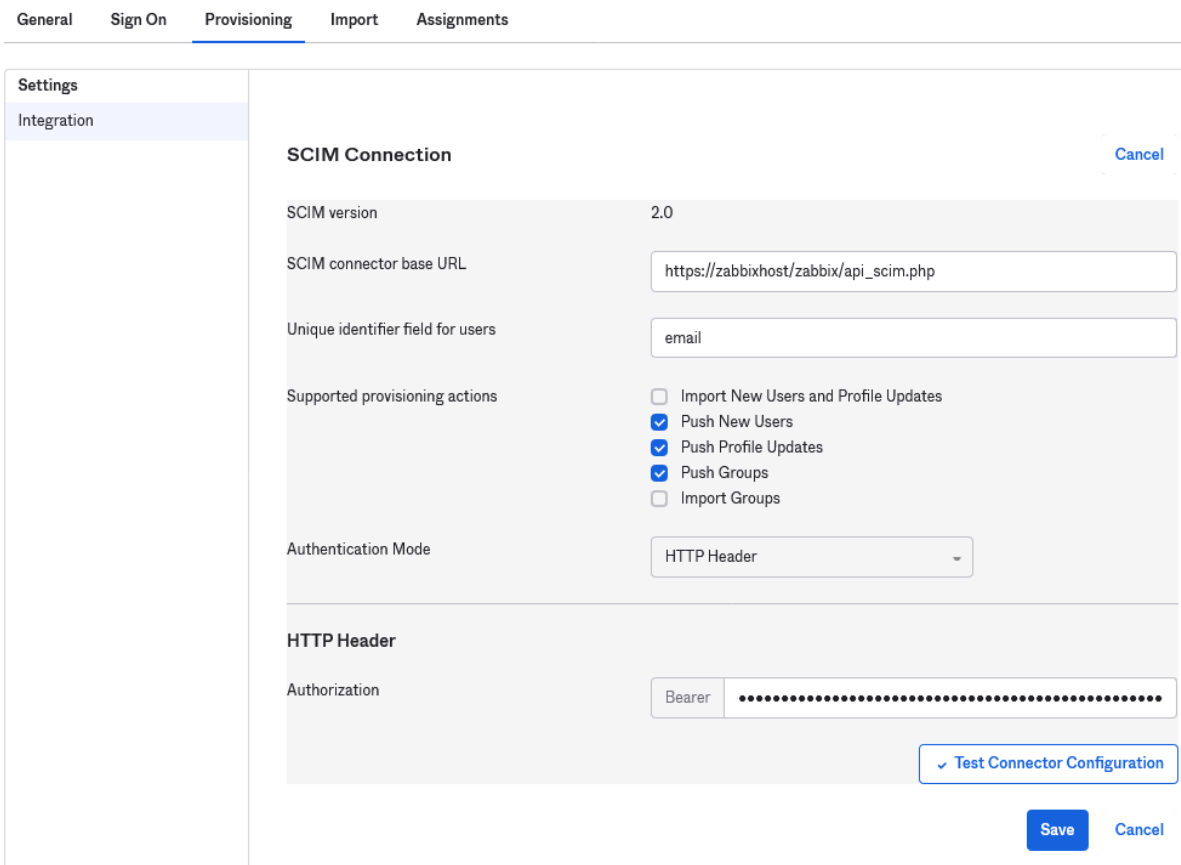 General Sign On Provisioning Import Assignments
Settings
Integration
SCIM Connection Cancel
SCIM version 2.0
SCIM connector base URL https://zabbixhost/zabbix/api_scim.php
Unique identifier field for users email
Supported provisioning actions Import New Users and Profile Updates
Push New Users
Push Profile Updates
Push Groups
Import Groups
Authentication Mode HTTP Header
HTTP Header
Authorization Bearer ••••••••••••••••••••••••••••••••••••••••••••••••••
Test Connector Configuration
Save Cancel